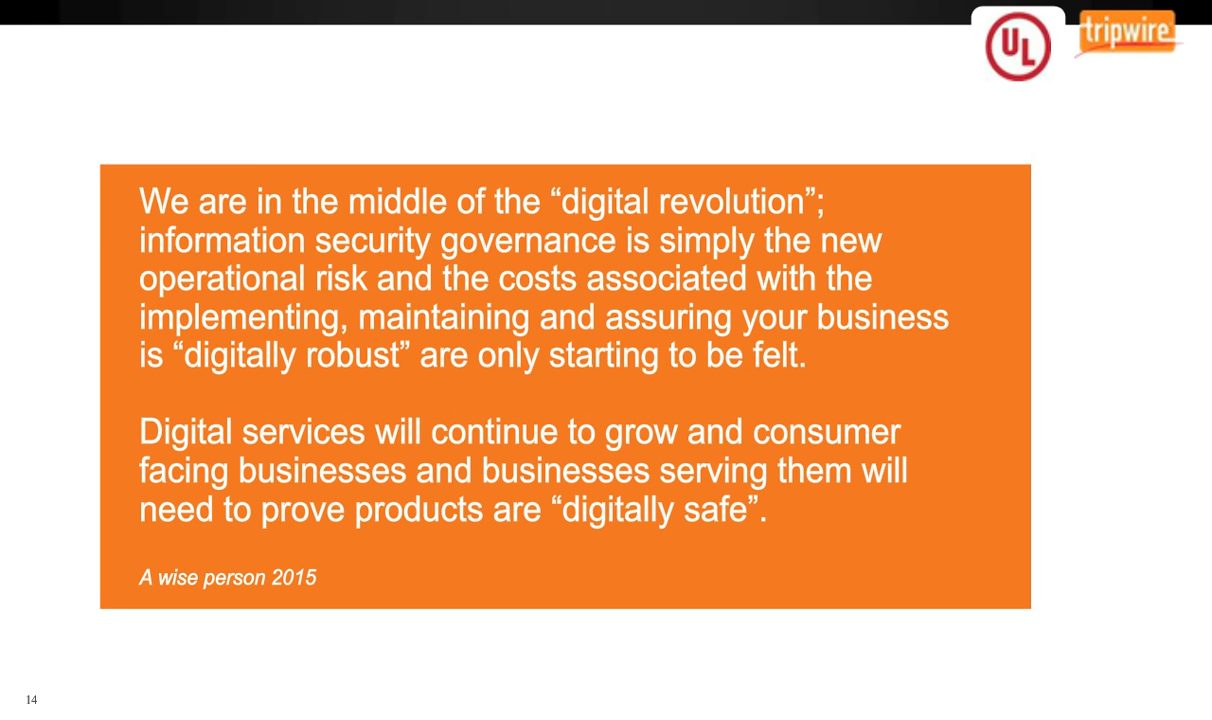 UL
tripwire
We are in the middle of the “digital revolution”;
information security governance is simply the new
operational risk and the costs associated with the
implementing, maintaining and assuring your business
is “digitally robust” are only starting to be felt.
Digital services will continue to grow and consumer
facing businesses and businesses serving them will
need to prove products are “digitally safe”.
A wise person 2015
14